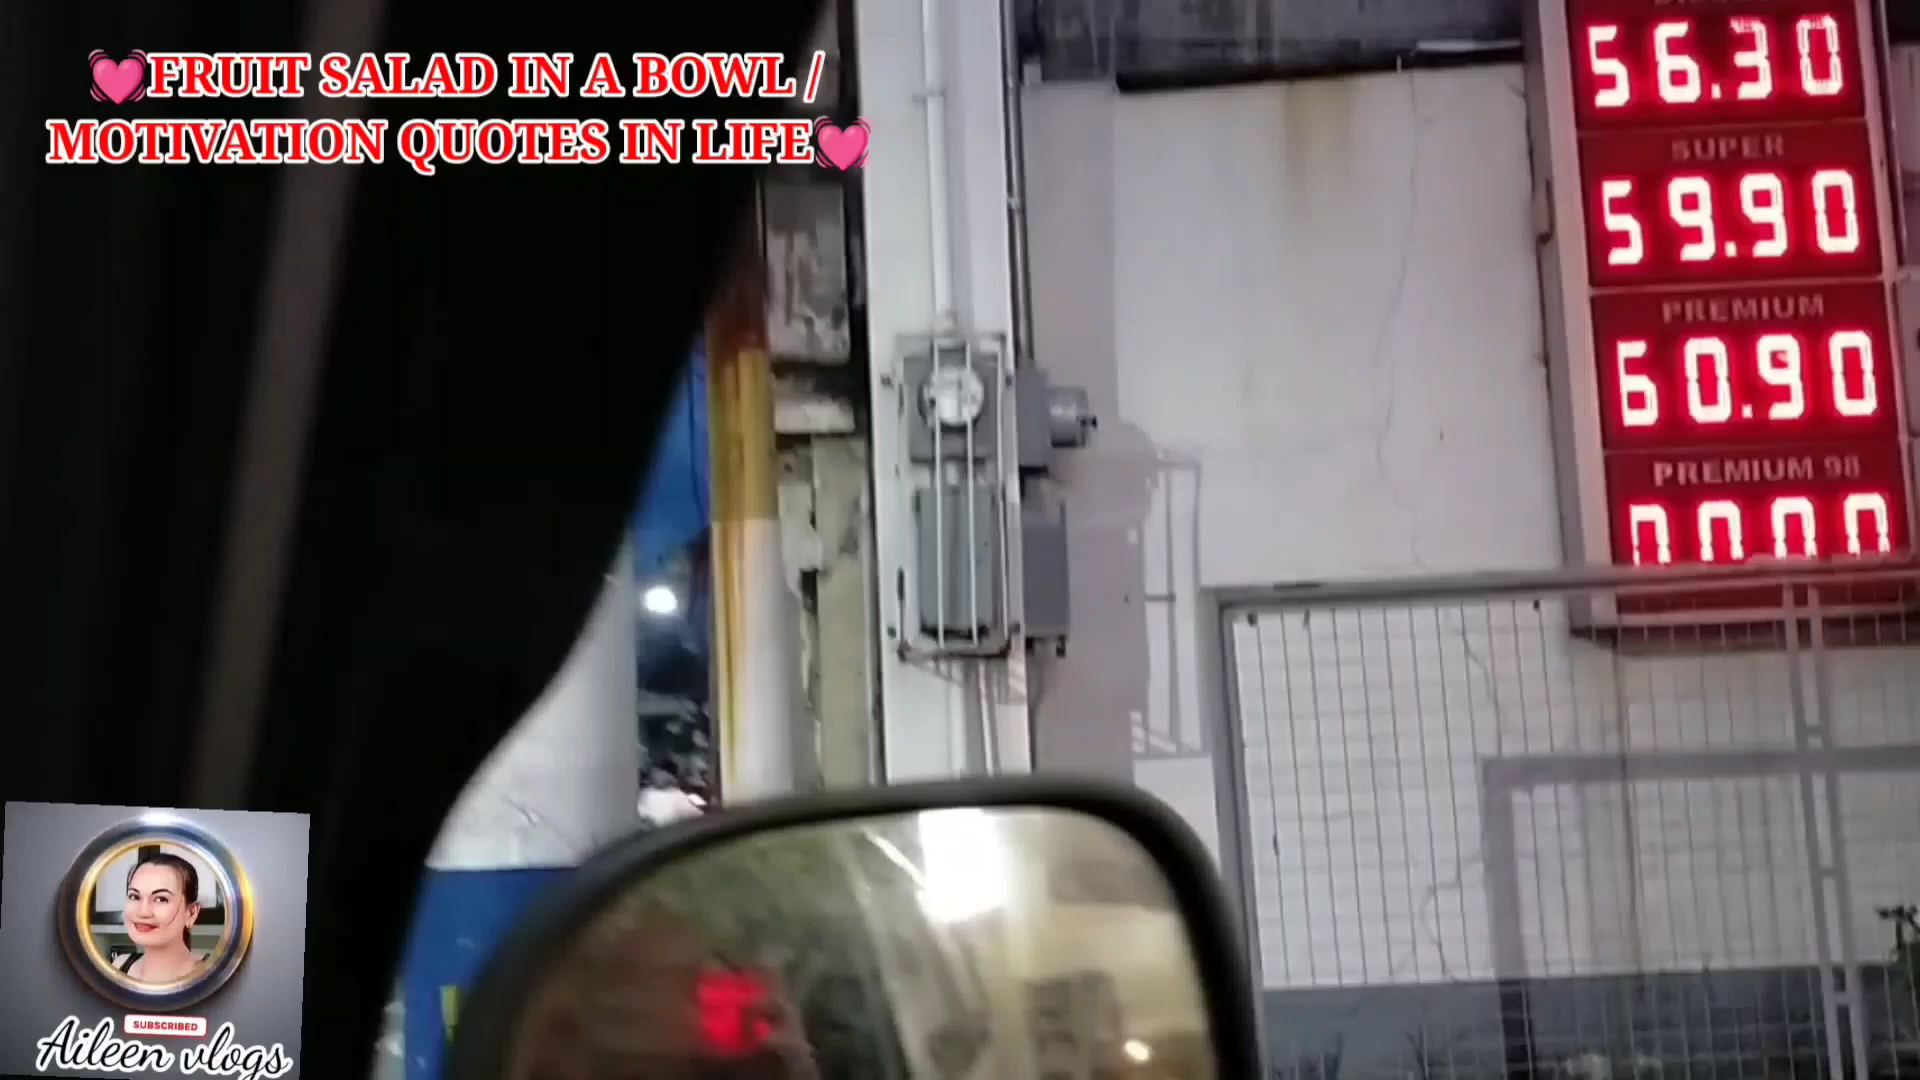 💓FRUIT SALAD IN A BOWL /
MOTIVATION QUOTES IN LIFE💓
56.30
SUPER
59.90
PREMIUM
60.90
PREMIUM 98
SUBSCRIBED
Aileen vlogs